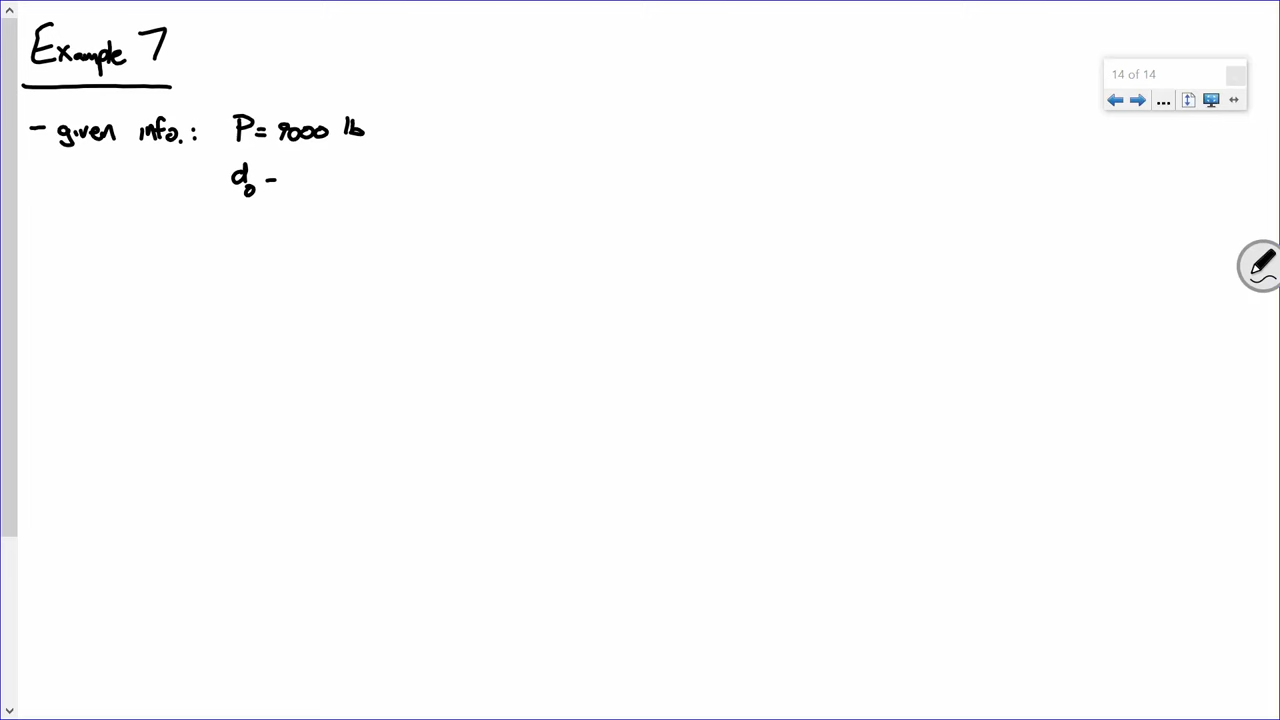 Example 7
14 of 14
- given info.: P= 9000 lb
d₀ -